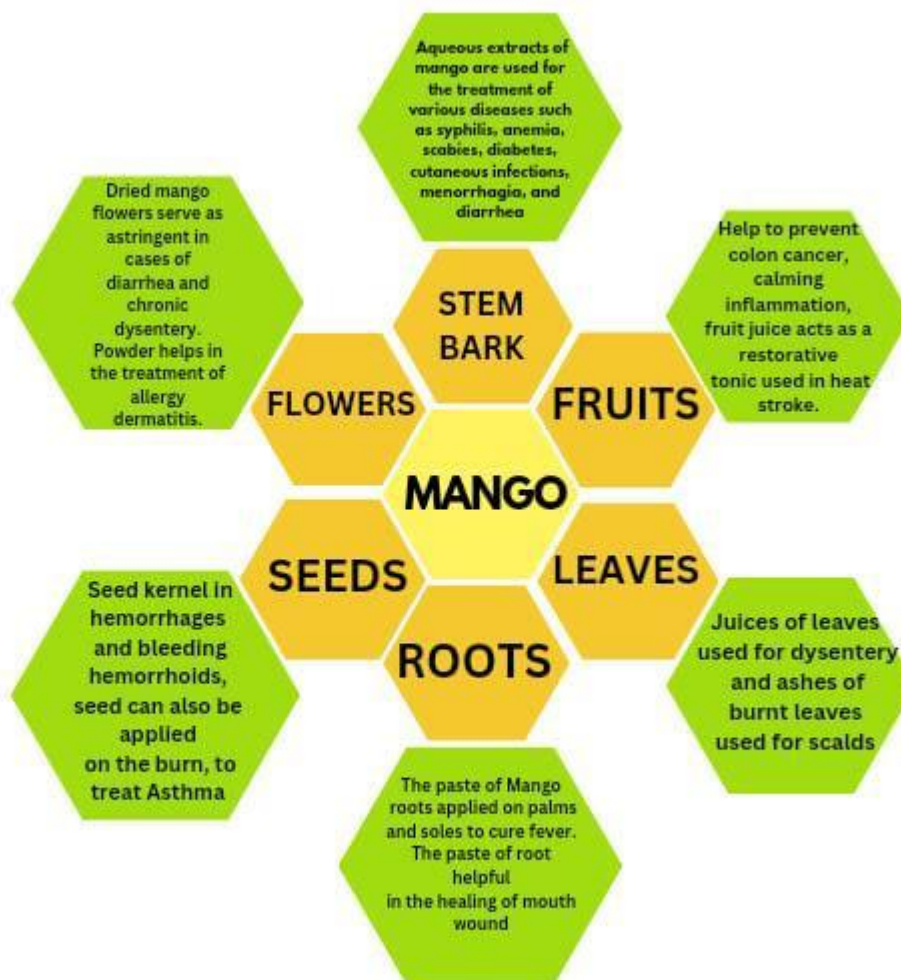 Aqueous extracts of
mango are used for
the treatment of
various diseases such
as syphilis, anemia,
scabies, diabetes,
cutaneous infections,
menorrhagia, and
diarrhea
Dried mango
flowers serve as
astringent in
cases of
diarrhea and
chronic
dysentery.
Powder helps in
the treatment of
allergy
dermatitis.
Help to prevent
colon cancer,
calming
inflammation,
fruit juice acts as a
restorative
tonic used in heat
stroke.
STEM
BARK
FLOWERS
FRUITS
MANGO
SEEDS
LEAVES
ROOTS
Seed kernel in
hemorrhages
and bleeding
hemorrhoids,
seed can also be
applied
on the burn, to
treat Asthma
Juices of leaves
used for dysentery
and ashes of
burnt leaves
used for scalds
The paste of Mango
roots applied on palms
and soles to cure fever.
The paste of root
helpful
in the healing of mouth
wound